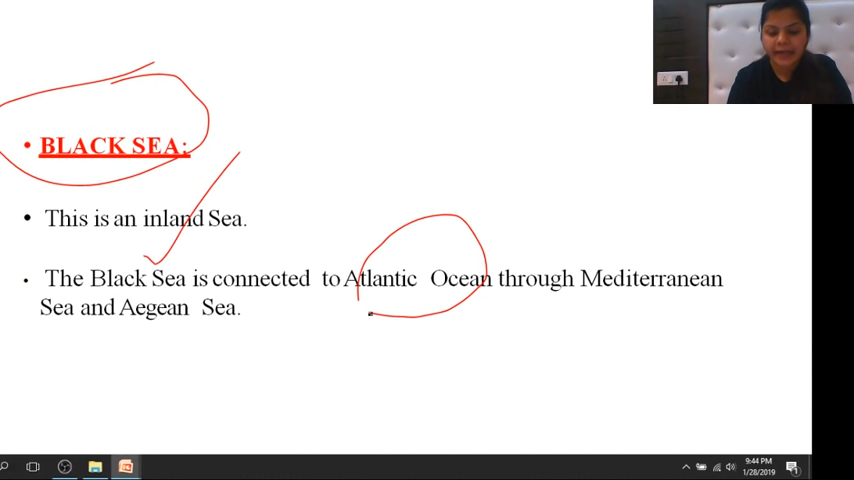 • BLACK SEA:
• This is an inland Sea.
• The Black Sea is connected to Atlantic Ocean through Mediterranean
Sea and Aegean Sea.
9:44 PM
1/28/2019